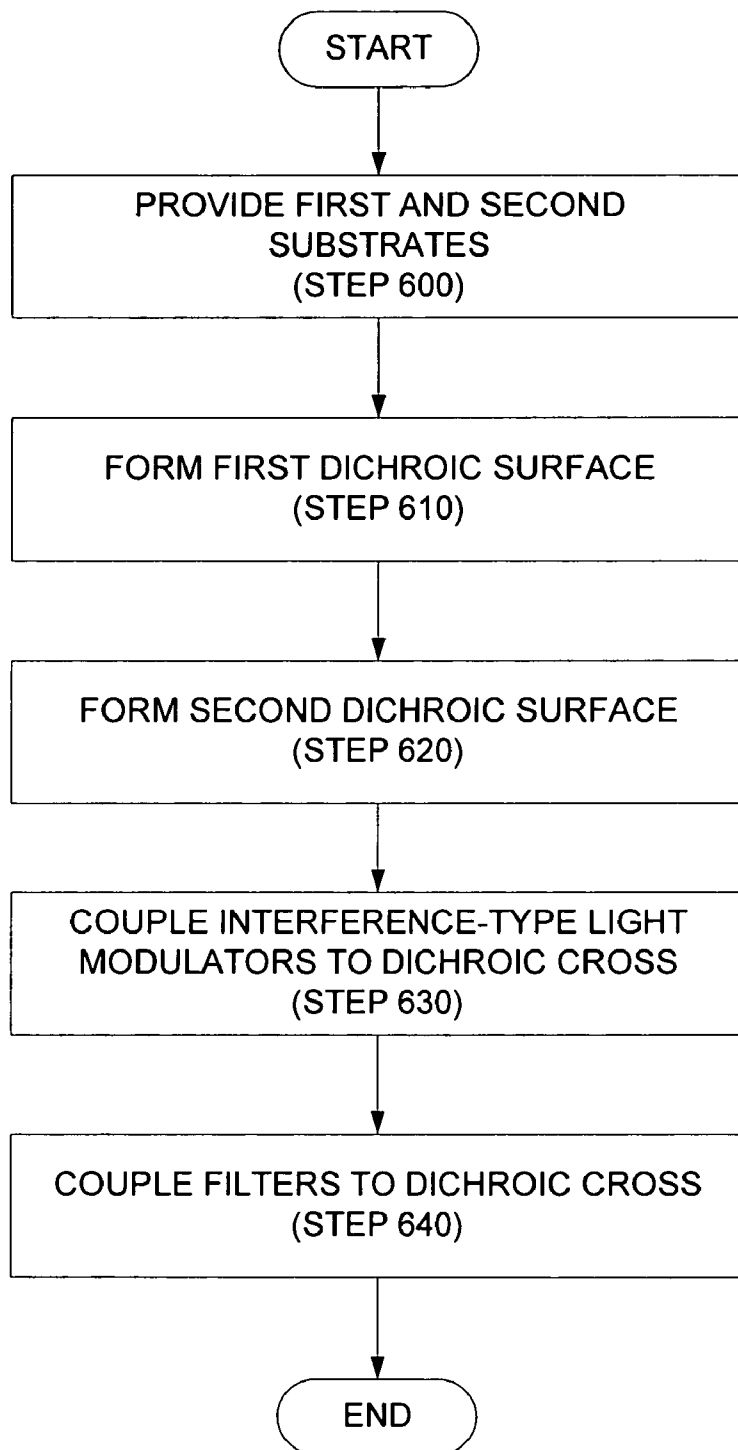 START
PROVIDE FIRST AND SECOND
SUBSTRATES
(STEP 600)
FORM FIRST DICHROIC SURFACE
(STEP 610)
FORM SECOND DICHROIC SURFACE
(STEP 620)
COUPLE INTERFERENCE-TYPE LIGHT
MODULATORS TO DICHROIC CROSS
(STEP 630)
COUPLE FILTERS TO DICHROIC CROSS
(STEP 640)
END